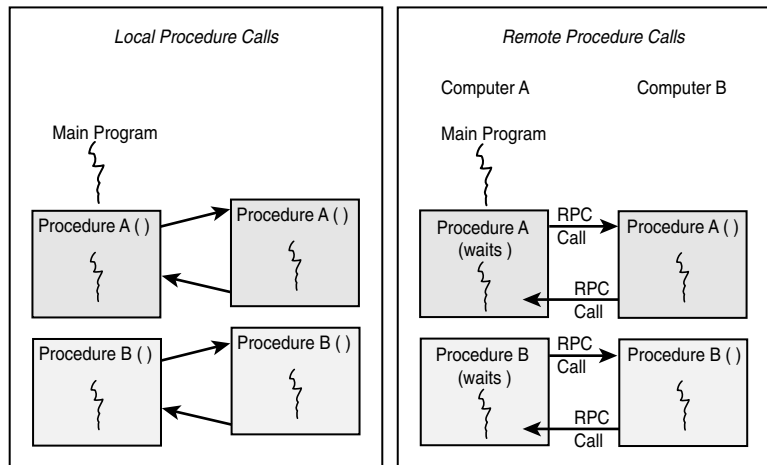 Local Procedure Calls
Main Program
Procedure A ( )
Procedure A ( )
Procedure B ( )
Procedure B ( )
Remote Procedure Calls
Computer A
Computer B
Main Program
Procedure A
(waits )
RPC
Call
Procedure A ( )
RPC
Call
Procedure B
(waits )
RPC
Call
Procedure B ( )
RPC
Call